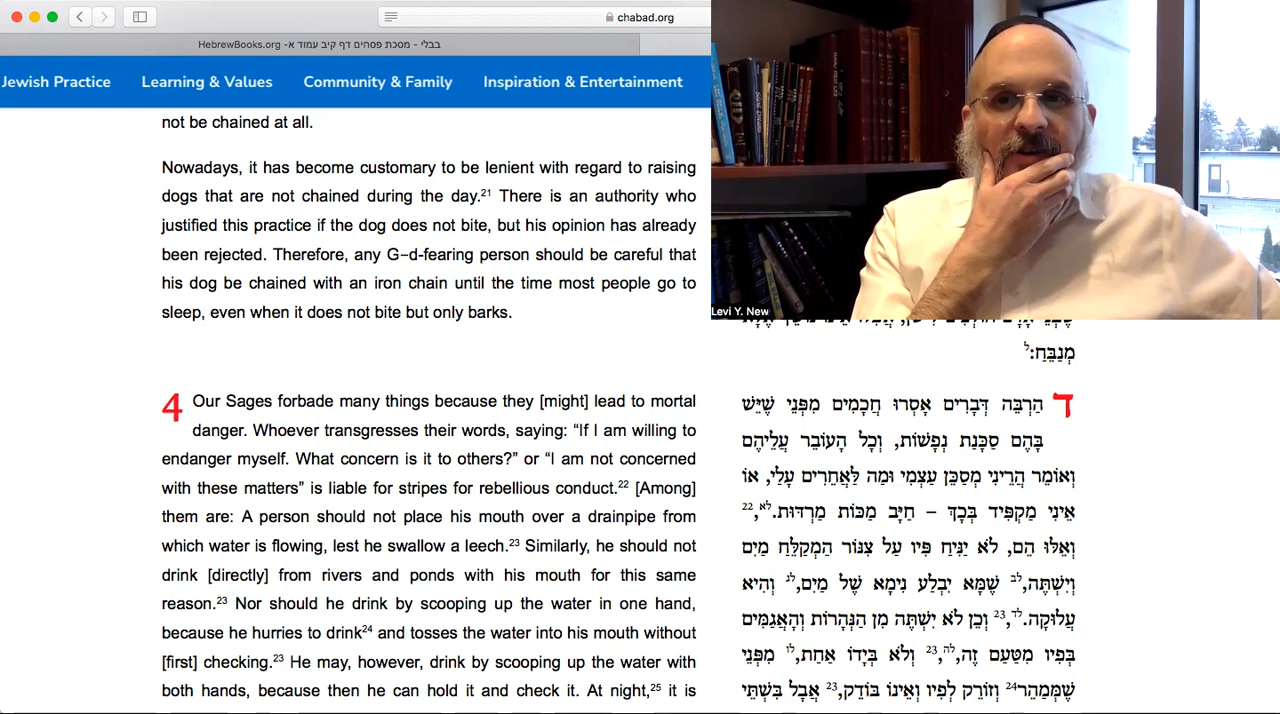 chabad.org
HebrewBooks.org -בבלי - מסכת פסחים דף קיב עמוד א
Jewish Practice
Learning & Values
Community & Family
Inspiration & Entertainment
not be chained at all.
Nowadays, it has become customary to be lenient with regard to raising
dogs that are not chained during the day.²¹ There is an authority who
justified this practice if the dog does not bite, but his opinion has already
been rejected. Therefore, any G–d-fearing person should be careful that
his dog be chained with an iron chain until the time most people go to
sleep, even when it does not bite but only barks.
4 Our Sages forbade many things because they [might] lead to mortal
danger. Whoever transgresses their words, saying: “If I am willing to
endanger myself. What concern is it to others?” or “I am not concerned
with these matters” is liable for stripes for rebellious conduct.²² [Among]
them are: A person should not place his mouth over a drainpipe from
which water is flowing, lest he swallow a leech.²³ Similarly, he should not
drink [directly] from rivers and ponds with his mouth for this same
reason.²³ Nor should he drink by scooping up the water in one hand,
because he hurries to drink²⁴ and tosses the water into his mouth without
[first] checking.²³ He may, however, drink by scooping up the water with
both hands, because then he can hold it and check it. At night,²⁵ it is
Levi Y. New
מְנַבֵּחַ:ל
ד הַרְבֵּה דְּבָרִים אָסְרוּ חֲכָמִים מִפְּנֵי שֶׁיֵּשׁ
בָּהֶם סַכָּנַת נְפָשׁוֹת, וְכָל הָעוֹבֵר עֲלֵיהֶם
וְאוֹמֵר הֲרֵינִי מְסַכֵּן עַצְמִי וּמַה לַּאֲחֵרִים עָלַי, אוֹ
אֵינִי מַקְפִּיד בְּכָךְ – חַיָּב מַכּוֹת מַרְדּוּת.לא,²²
וְאֵלּוּ הֵם, לֹא יַנִּיחַ פִּיו עַל צִנּוֹר הַמְקַלֵּחַ מַיִם
וְיִשְׁתֶּה,לב שֶׁמָּא יִבְלַע נִימָא שֶׁל מַיִם,לג וְהִיא
עֲלוּקָה.לד,²³ וְכֵן לֹא יִשְׁתֶּה מִן הַנְּהָרוֹת וְהָאֲגַמִּים
בְּפִיו מִטַּעַם זֶה,לה,²³ וְלֹא בְּיָדוֹ אַחַת,לו מִפְּנֵי
שֶׁמְּמַהֵר²⁴ וְזוֹרֵק לְפִיו וְאֵינוֹ בּוֹדֵק,²³ אֲבָל בִּשְׁתֵּי